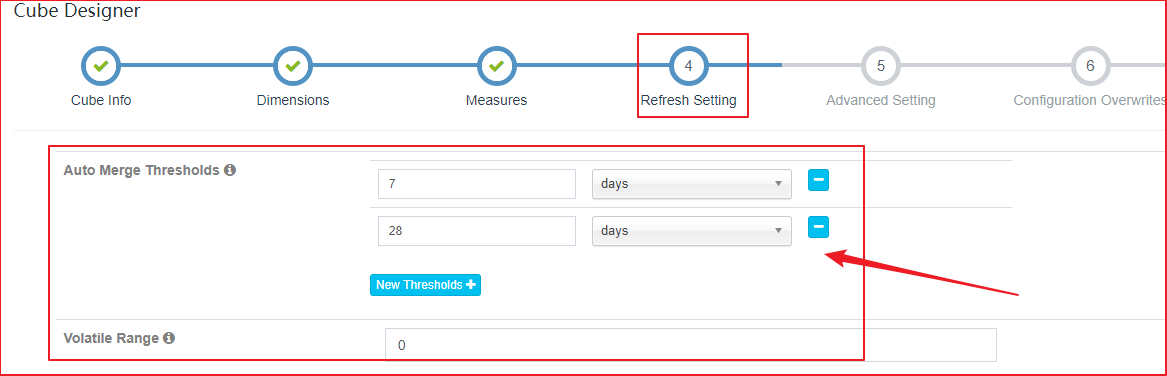 Cube Designer
4 5 6
Cube Info Dimensions Measures Refresh Setting Advanced Setting Configuration Overwrites
Auto Merge Thresholds
7 days
28 days
New Thresholds
Volatile Range
0